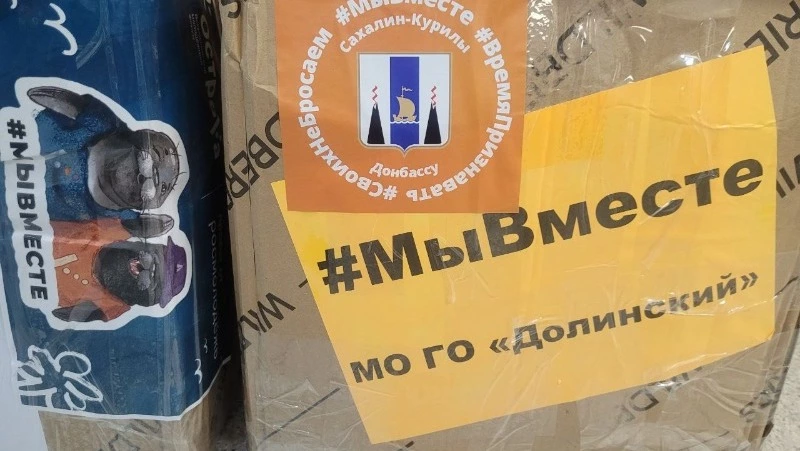 #МЫВМЕСТЕ
#МыВместе
#ВремяПризнавать
#СвоихнеБросаем
Сахалин-Курилы
Донбассу
#МыВместе
МО ГО «Долинский»